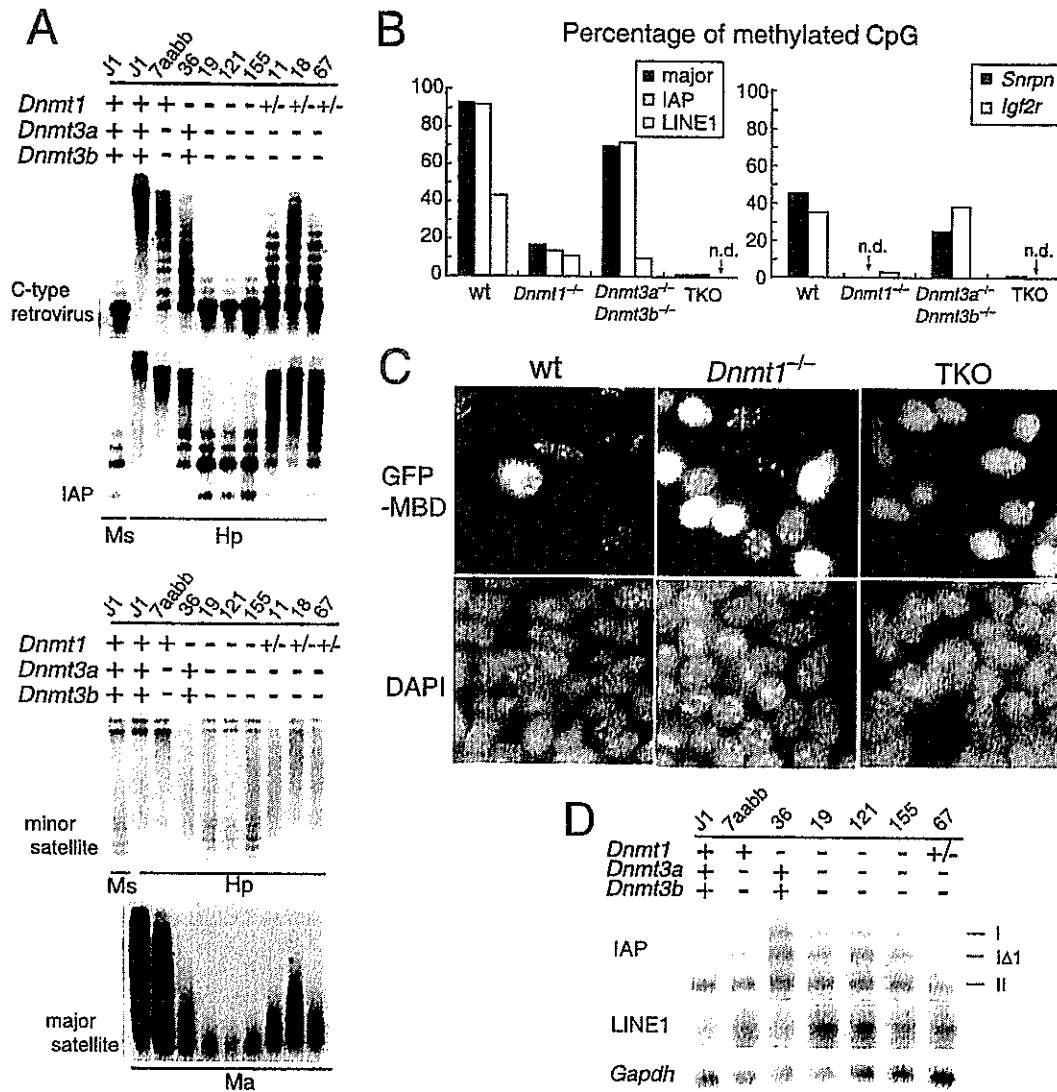 A
J1 J1 7aabb 36 19 121 155 11 18 67
Dnmt1 + + + - - - - +/- +/- +/-
Dnmt3a + + - + - - - - - -
Dnmt3b + + - + - - - - - -
C-type
retrovirus
IAP
Ms Hp
J1 J1 7aabb 36 19 121 155 11 18 67
Dnmt1 + + + - - - - +/- +/- +/-
Dnmt3a + + - + - - - - - -
Dnmt3b + + - + - - - - - -
minor
satellite
Ms Hp
major
satellite
Ma
B
Percentage of methylated CpG
100
80
60
40
20
0
major
IAP
LINE1
n.d.
wt Dnmt1-/- Dnmt3a-/- TKO
Dnmt3b-/-
100
80
60
40
20
0
Snrpn
Igf2r
n.d. n.d.
wt Dnmt1-/- Dnmt3a-/- TKO
Dnmt3b-/-
C
wt Dnmt1-/- TKO
GFP
-MBD
DAPI
D
J1 7aabb 36 19 121 155 67
Dnmt1 + + - - - - +/-
Dnmt3a + - + - - - -
Dnmt3b + - + - - - -
IAP
I
IΔ1
II
LINE1
Gapdh